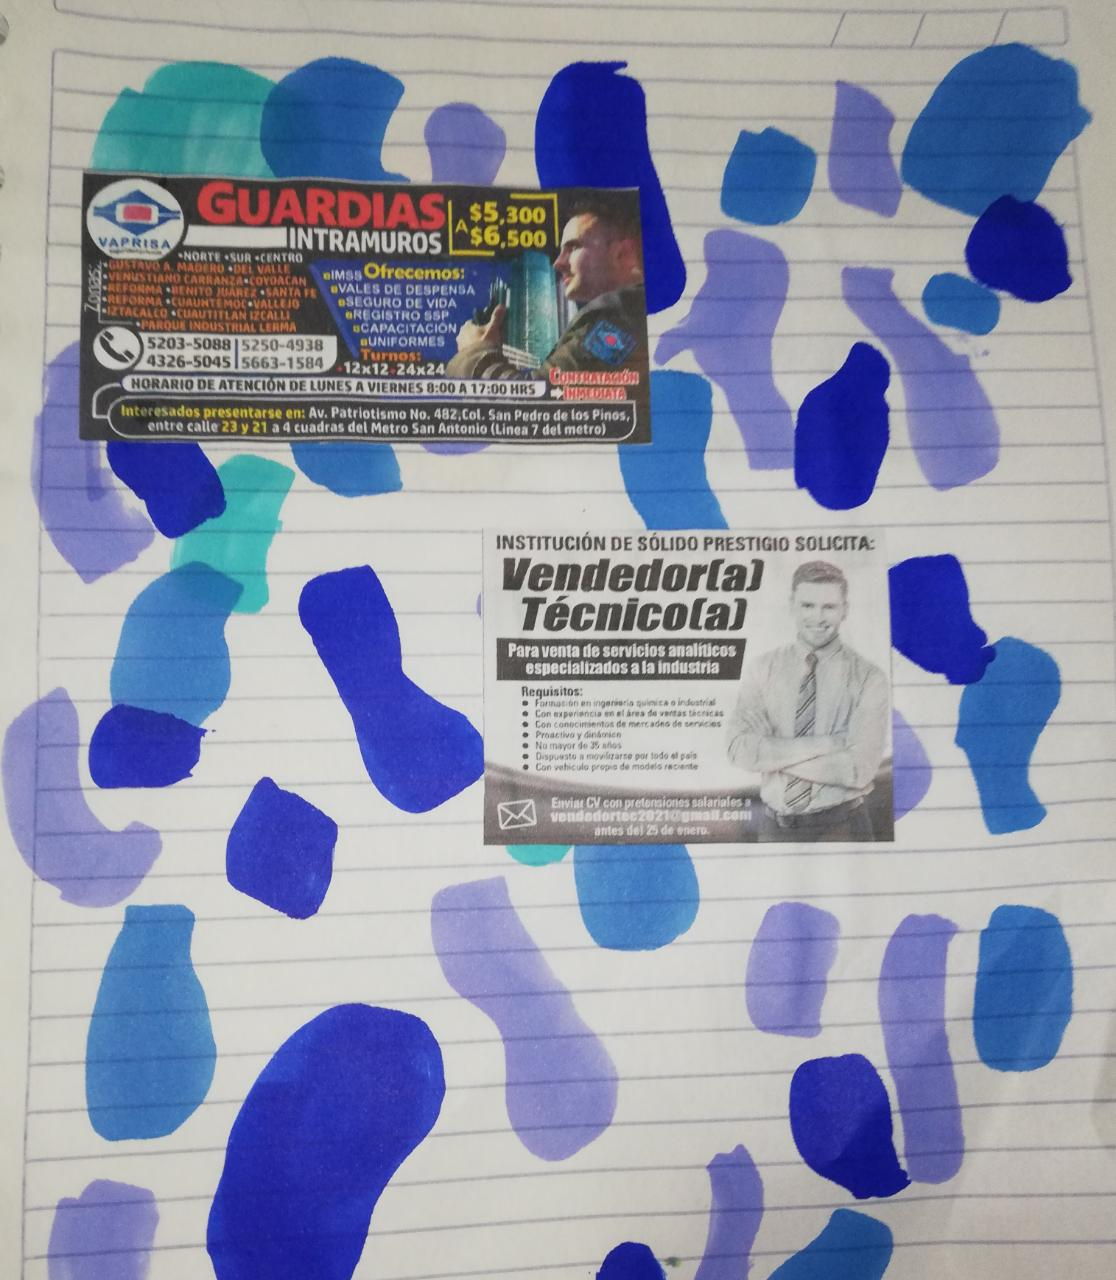 VAPRISA
GUARDIAS
INTRAMUROS
A $5,300
$6,500
•NORTE •SUR •CENTRO
Zonas:
•GUSTAVO A. MADERO •DEL VALLE
•VENUSTIANO CARRANZA •COYOACAN
•REFORMA •BENITO JUÁREZ •SANTA FE
•REFORMA •CUAUHTÉMOC •VALLEJO
•IZTACALCO •CUAUTITLAN IZCALLI
•PARQUE INDUSTRIAL LERMA
5203-5088 | 5250-4938
4326-5045 | 5663-1584
Ofrecemos:
IMSS
VALES DE DESPENSA
SEGURO DE VIDA
REGISTRO SSP
CAPACITACIÓN
UNIFORMES
Turnos:
•12x12•24x24
CONTRATACIÓN
INMEDIATA
HORARIO DE ATENCIÓN DE LUNES A VIERNES 8:00 A 17:00 HRS
Interesados presentarse en: Av. Patriotismo No. 482,Col. San Pedro de los Pinos,
entre calle 23 y 21 a 4 cuadras del Metro San Antonio (Línea 7 del metro)
INSTITUCIÓN DE SÓLIDO PRESTIGIO SOLICITA:
Vendedor(a)
Técnico(a)
Para venta de servicios analíticos
especializados a la industria
Requisitos:
● Formación en ingeniería química o industrial
● Con experiencia en el área de ventas técnicas
● Con conocimientos de mercados de servicios
● Proactivo y dinámico
● No mayor de 35 años
● Dispuesto a movilizarse por todo el país
● Con vehículo propio de modelo reciente
Enviar CV con pretensiones salariales a
vendedortec2021@gmail.com
antes del 25 de enero.